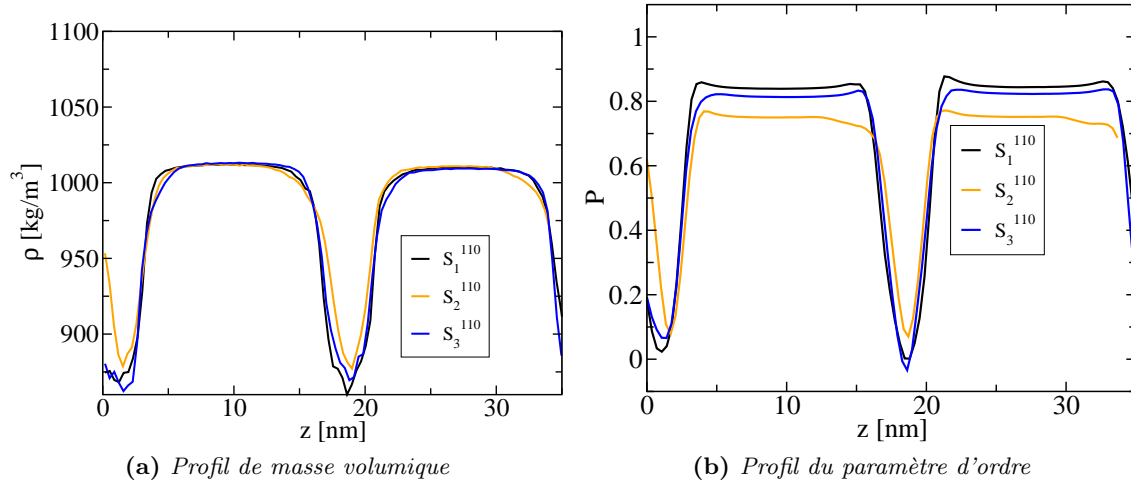 1100
1050
1000
950
900
ρ [kg/m³]
S₁¹¹⁰
S₂¹¹⁰
S₃¹¹⁰
0 10 20 30
z [nm]
(a) Profil de masse volumique
1
0.8
0.6
0.4
0.2
0
P
S₁¹¹⁰
S₂¹¹⁰
S₃¹¹⁰
0 10 20 30
z [nm]
(b) Profil du paramètre d'ordre